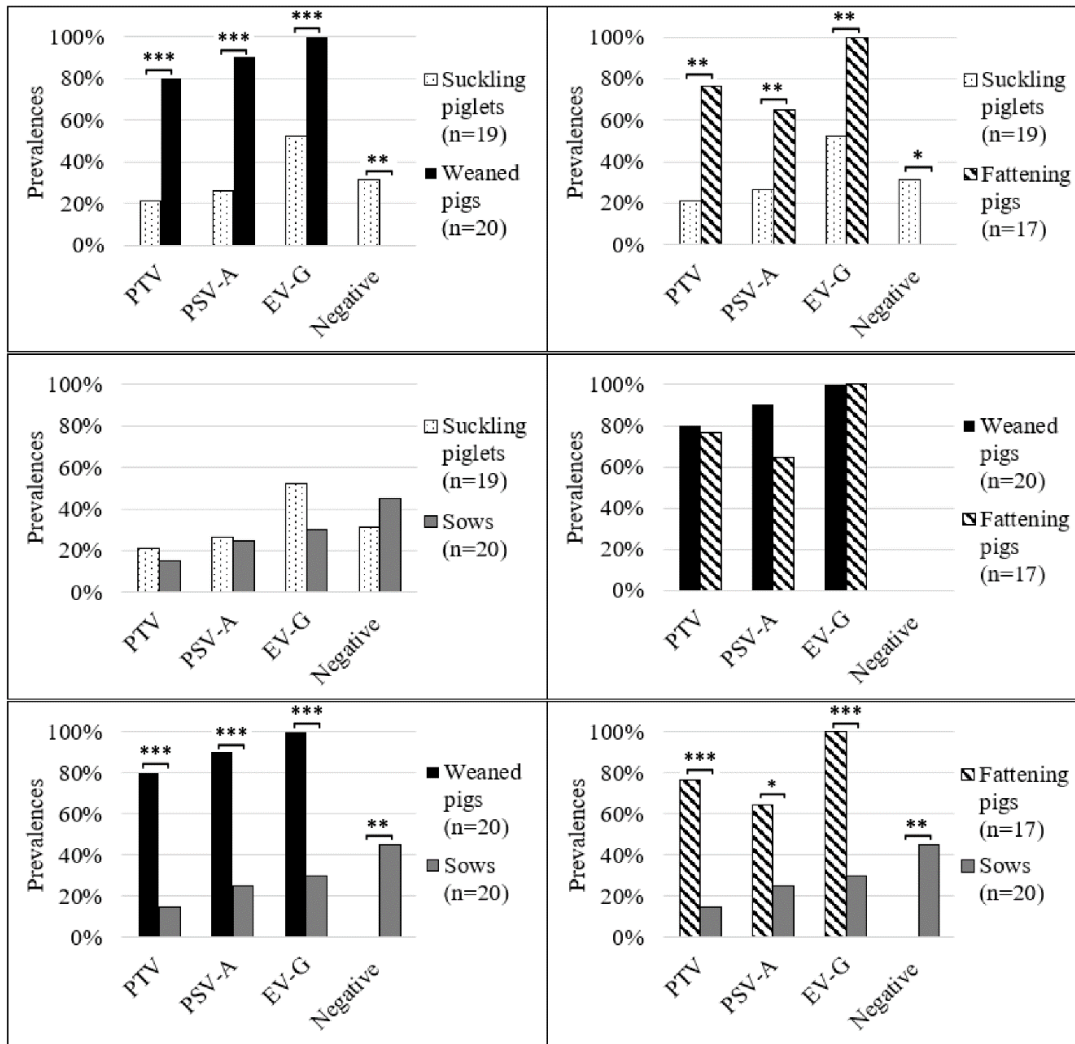 Prevalences
100%
80%
60%
40%
20%
0%
***
***
***
**
PTV
PSV-A
EV-G
Negative
Suckling
piglets
(n=19)
Weaned
pigs
(n=20)
Prevalences
100%
80%
60%
40%
20%
0%
**
**
**
*
PTV
PSV-A
EV-G
Negative
Suckling
piglets
(n=19)
Fattening
pigs
(n=17)
Prevalences
100%
80%
60%
40%
20%
0%
PTV
PSV-A
EV-G
Negative
Suckling
piglets
(n=19)
Sows
(n=20)
Prevalences
100%
80%
60%
40%
20%
0%
PTV
PSV-A
EV-G
Negative
Weaned
pigs
(n=20)
Fattening
pigs
(n=17)
Prevalences
100%
80%
60%
40%
20%
0%
***
***
***
**
PTV
PSV-A
EV-G
Negative
Weaned
pigs
(n=20)
Sows
(n=20)
Prevalences
100%
80%
60%
40%
20%
0%
***
*
***
**
PTV
PSV-A
EV-G
Negative
Fattening
pigs
(n=17)
Sows
(n=20)